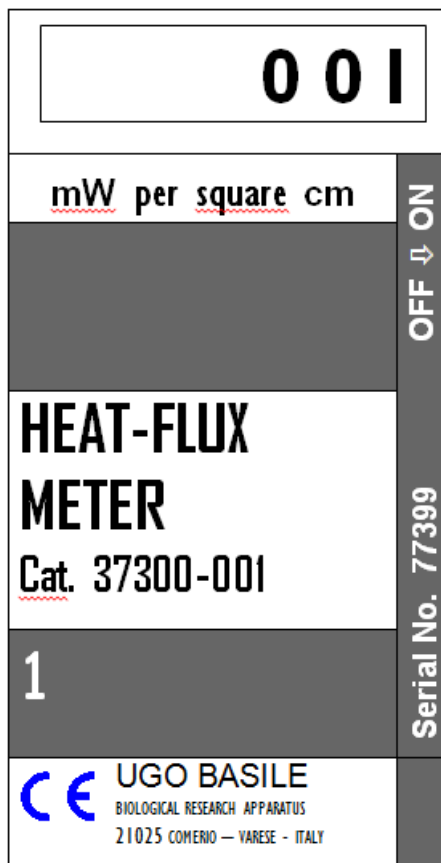 0 0 1
mW per square cm
OFF ⇨ ON
HEAT-FLUX
METER
Cat. 37300-001
Serial No. 77399
1
CE UGO BASILE
BIOLOGICAL RESEARCH APPARATUS
21025 COMERIO – VARESE - ITALY